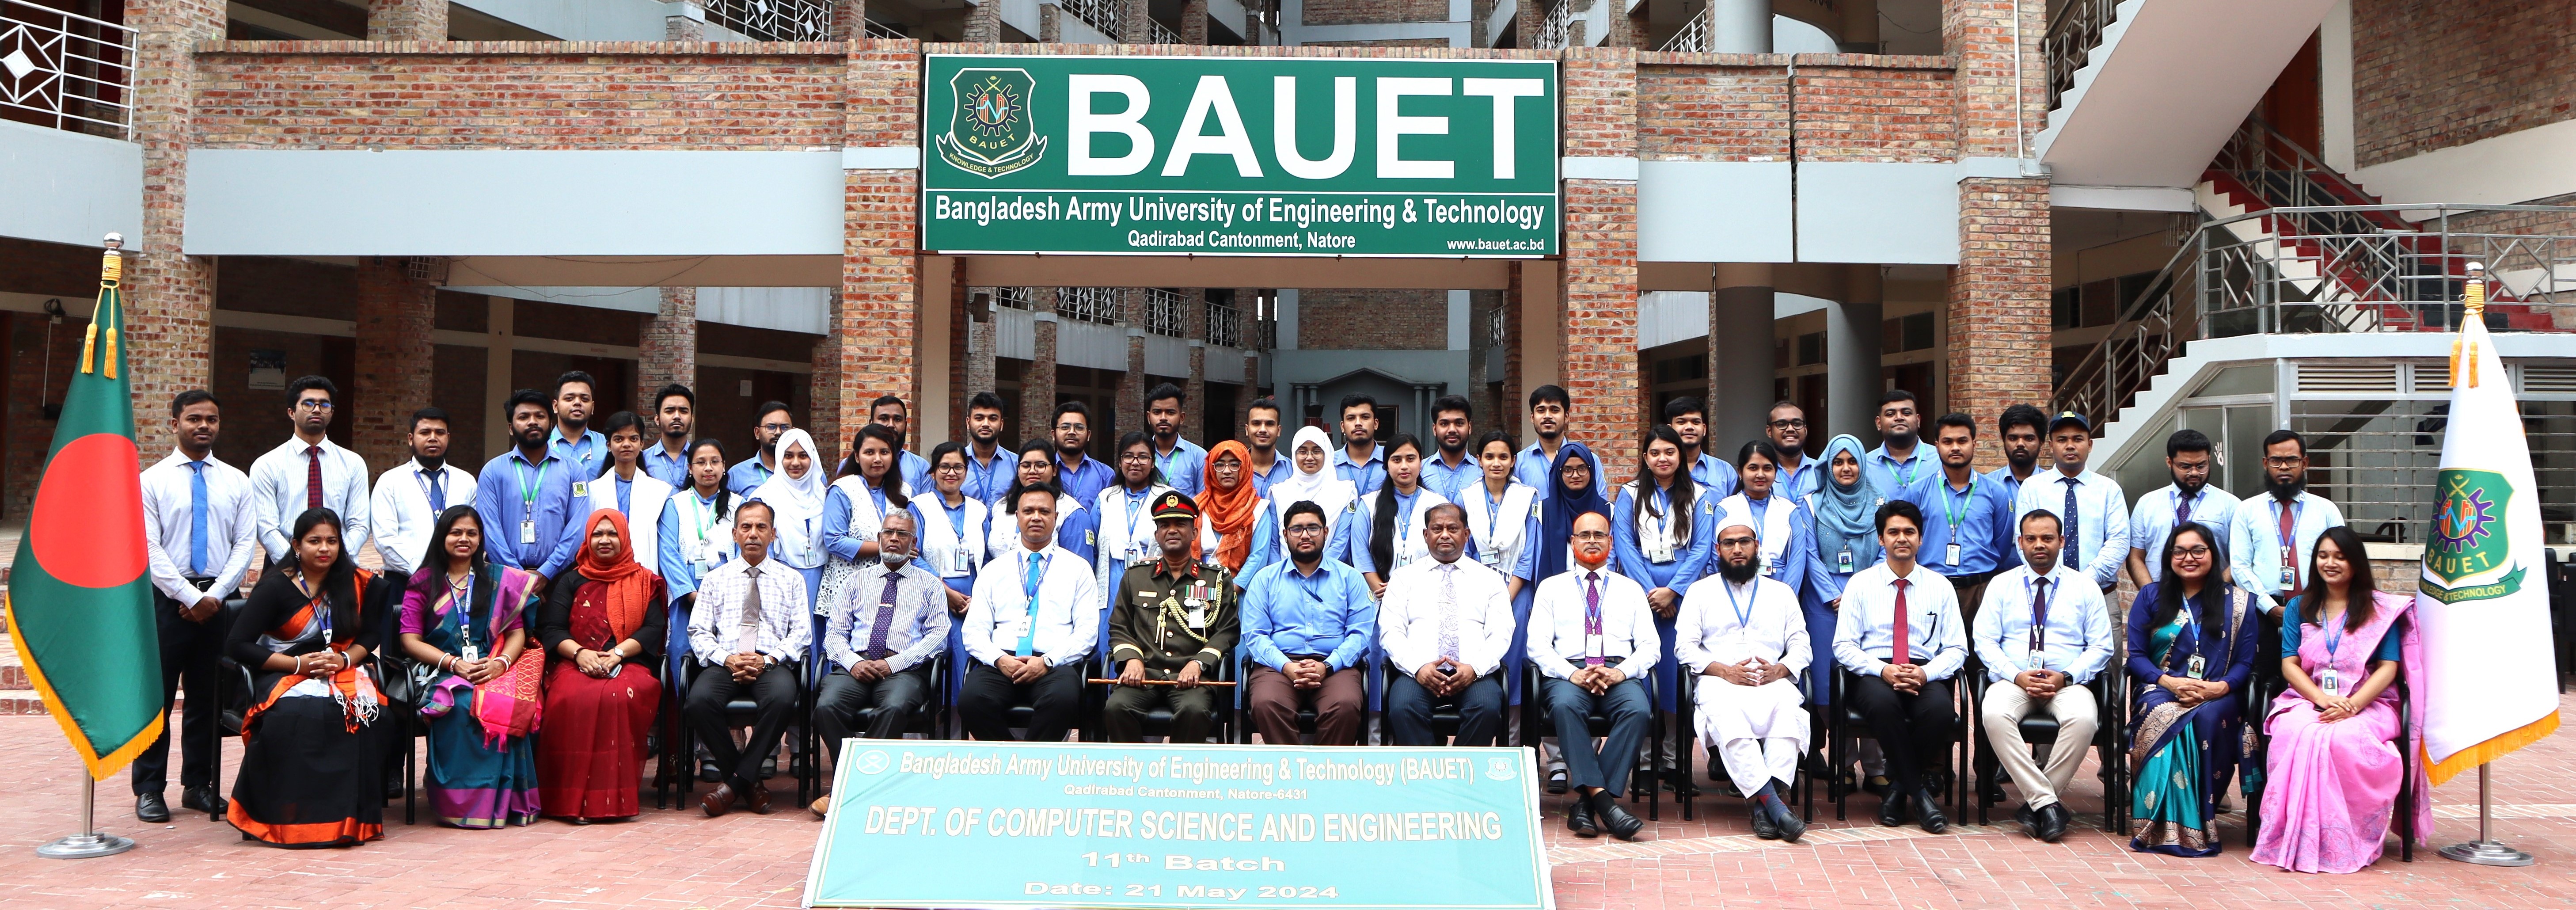 BAUET
BAUET
KNOWLEDGE & TECHNOLOGY
Bangladesh Army University of Engineering & Technology
Qadirabad Cantonment, Natore
www.bauet.ac.bd
BAUET
& TECHNOLOGY
Bangladesh Army University of Engineering & Technology (BAUET)
Qadirabad Cantonment, Natore-6431
DEPT. OF COMPUTER SCIENCE AND ENGINEERING
11th Batch
Date: 21 May 2024